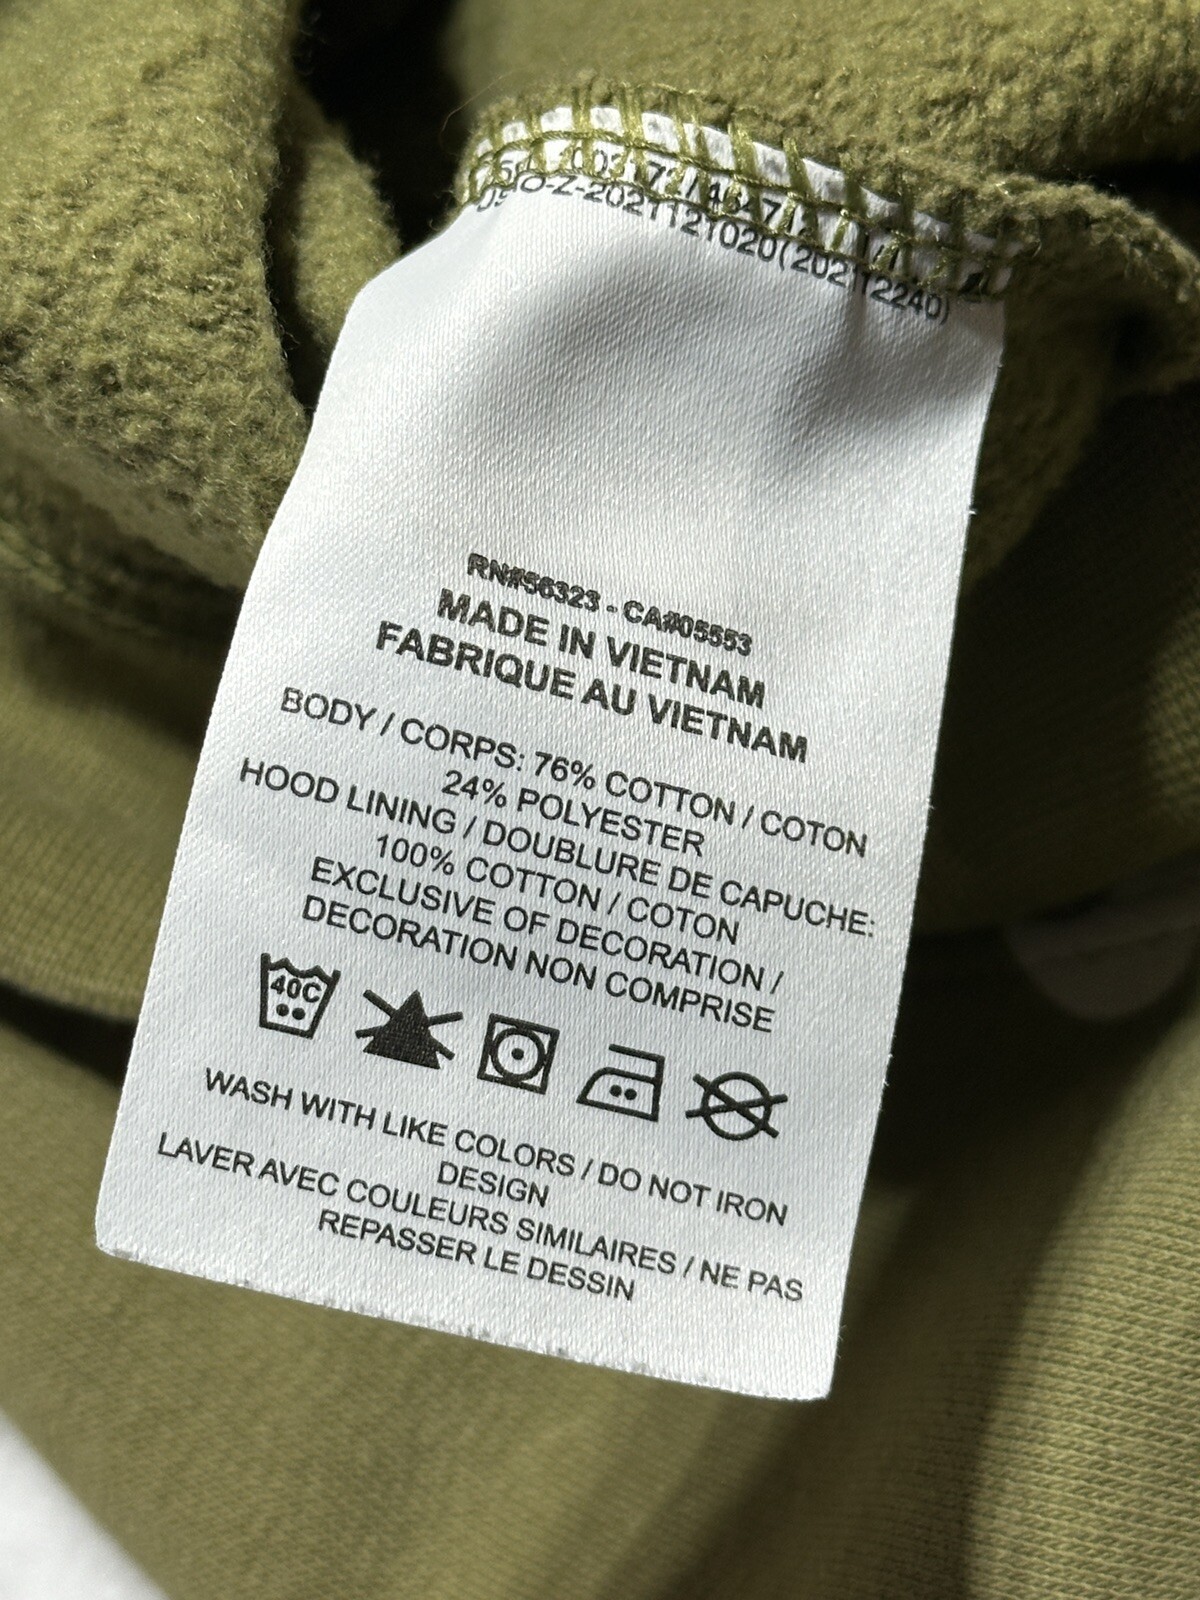 O-Z-2021121020(202112240)
RN#56323 - CA#05553
MADE IN VIETNAM
FABRIQUE AU VIETNAM
BODY / CORPS: 76% COTTON / COTON
24% POLYESTER
HOOD LINING / DOUBLURE DE CAPUCHE:
100% COTTON / COTON
EXCLUSIVE OF DECORATION /
DECORATION NON COMPRISE
40C
WASH WITH LIKE COLORS / DO NOT IRON
DESIGN
LAVER AVEC COULEURS SIMILAIRES / NE PAS
REPASSER LE DESSIN